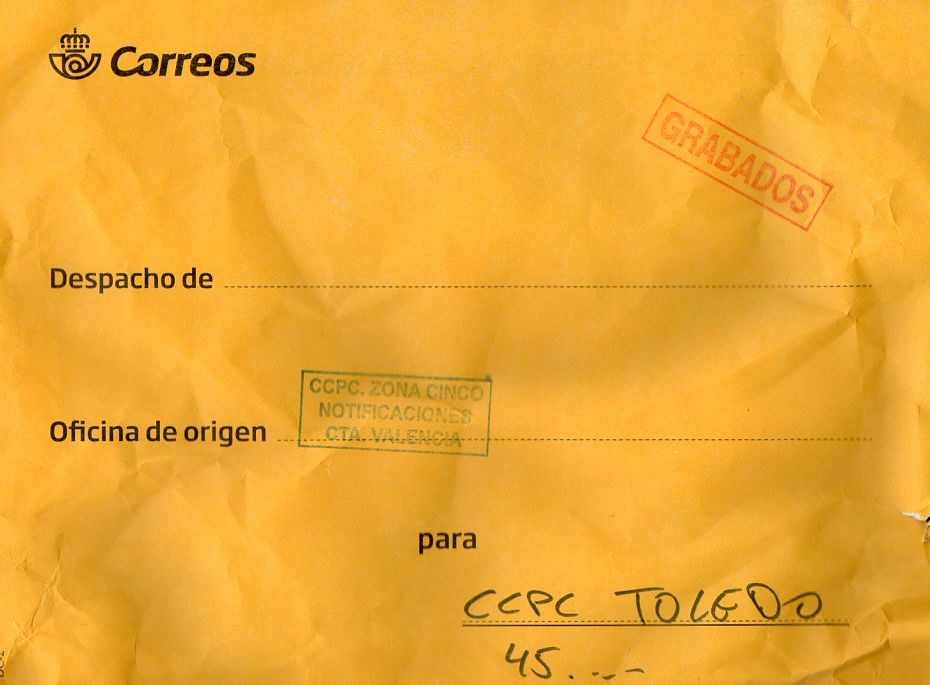 Correos
GRABADOS
Despacho de
CCPC. ZONA CINCO
NOTIFICACIONES
CTA. VALENCIA
Oficina de origen
para
CCPC TOLEDO
45...-